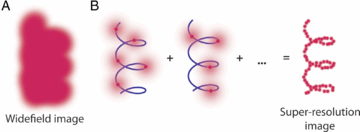 A
B
+
+
...
=
Widefield image
Super-resolution
image